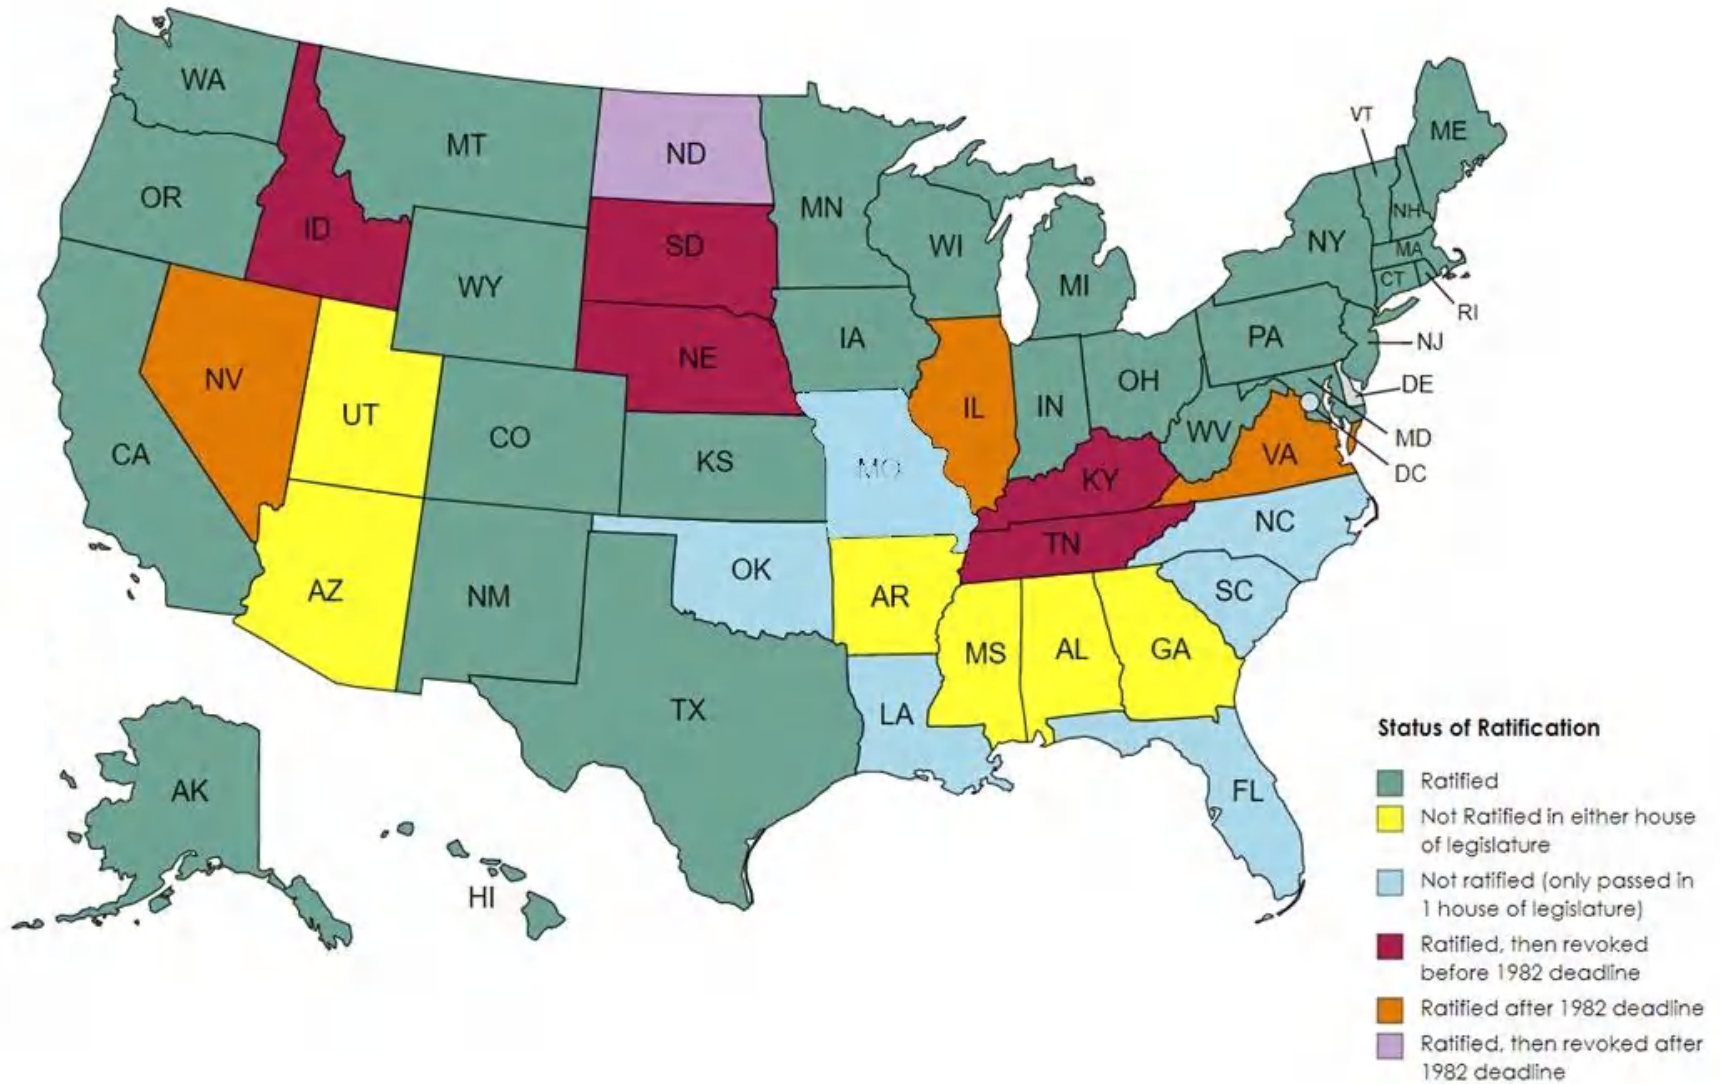 WA
MT
ND
MN
ME
VT
OR
ID
SD
WI
NY
NH
MA
CT
RI
WY
MI
NV
NE
IA
PA
NJ
UT
CO
IL
IN
OH
DE
CA
KS
MO
WV
VA
MD
DC
KY
NC
AZ
NM
OK
AR
TN
SC
MS
AL
GA
TX
LA
FL
AK
HI
Status of Ratification
Ratified
Not Ratified in either house
of legislature
Not ratified (only passed in
1 house of legislature)
Ratified, then revoked
before 1982 deadline
Ratified after 1982 deadline
Ratified, then revoked after
1982 deadline